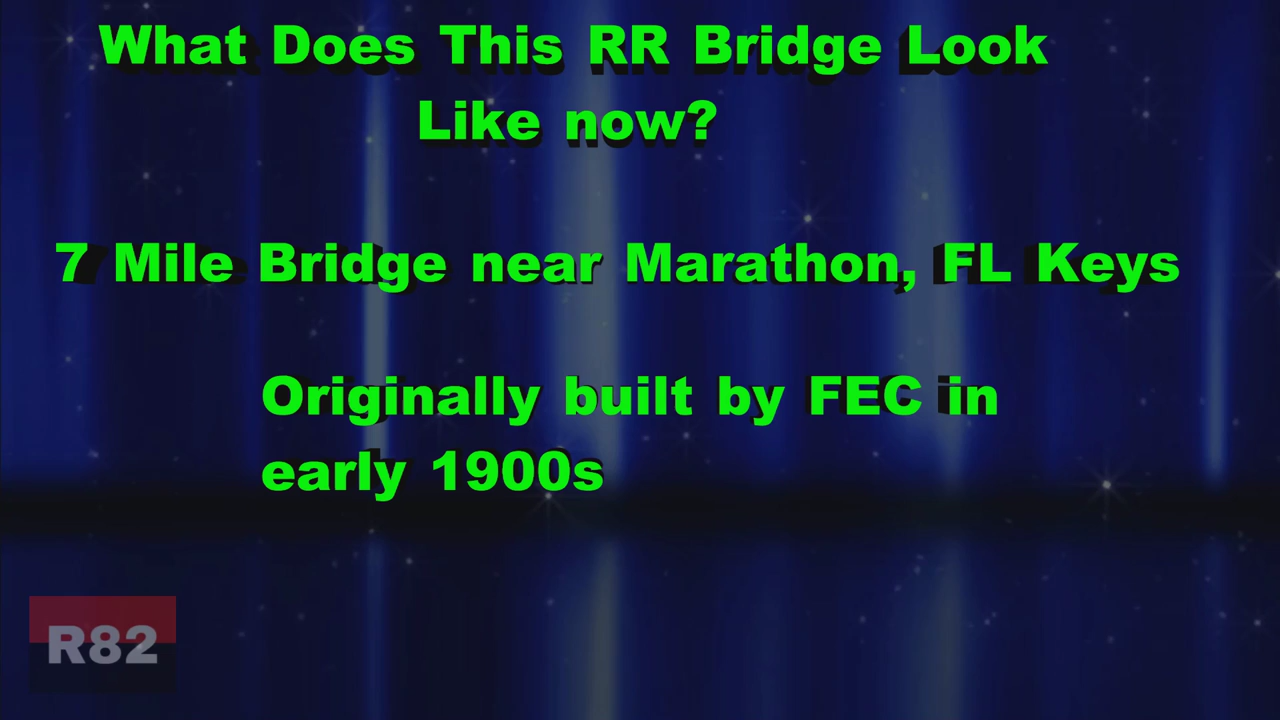 What Does This RR Bridge Look
Like now?
7 Mile Bridge near Marathon, FL Keys
Originally built by FEC in
early 1900s
R82